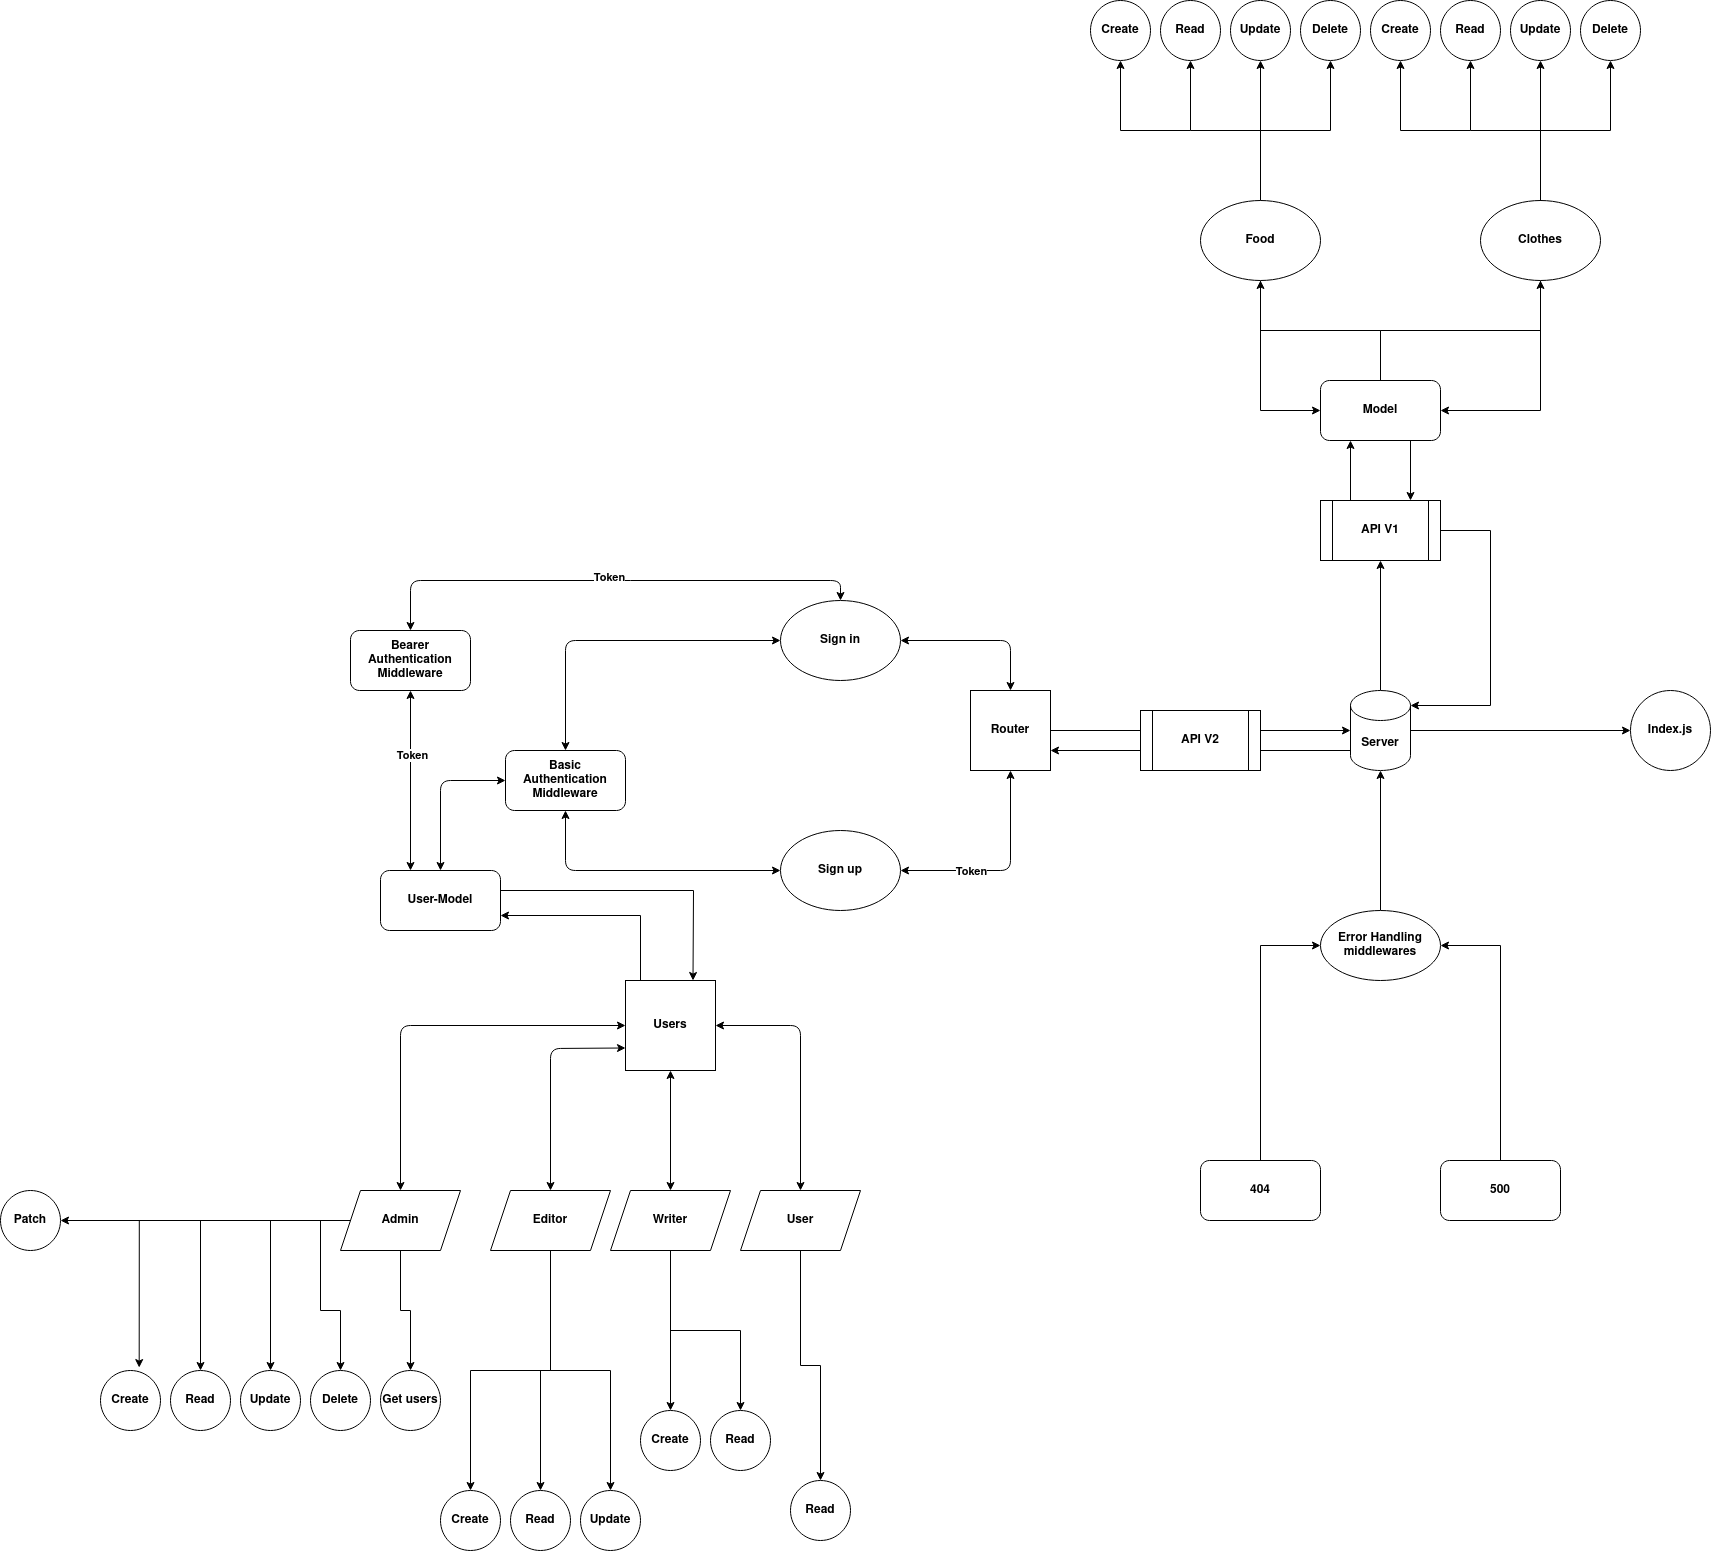 Create
Read
Update
Delete
Create
Read
Update
Delete
Food
Clothes
Model
API V1
Token
Bearer
Authentication
Middleware
Sign in
Router
API V2
Server
Index.js
Token
Basic
Authentication
Middleware
Sign up
Token
User-Model
Error Handling
middlewares
Users
404
500
Patch
Admin
Editor
Writer
User
Create
Read
Update
Delete
Get users
Create
Read
Create
Read
Update
Read